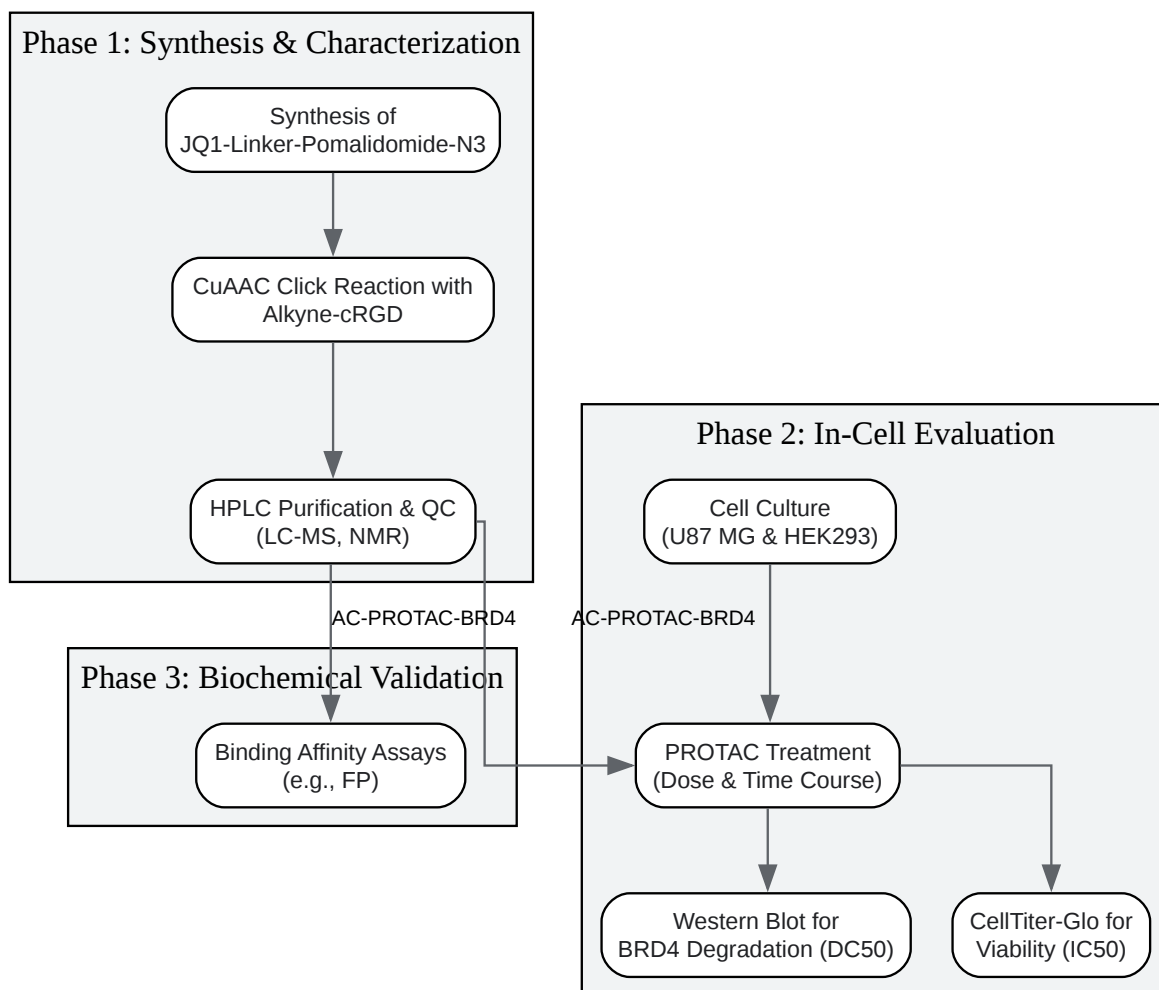 Phase 1: Synthesis & Characterization
Synthesis of
JQ1-Linker-Pomalidomide-N3
CuAAC Click Reaction with
Alkyne-cRGD
HPLC Purification & QC
(LC-MS, NMR)
AC-PROTAC-BRD4
Phase 3: Biochemical Validation
Binding Affinity Assays
(e.g., FP)
Phase 2: In-Cell Evaluation
Cell Culture
(U87 MG & HEK293)
AC-PROTAC-BRD4
PROTAC Treatment
(Dose & Time Course)
Western Blot for
BRD4 Degradation (DC50)
CellTiter-Glo for
Viability (IC50)